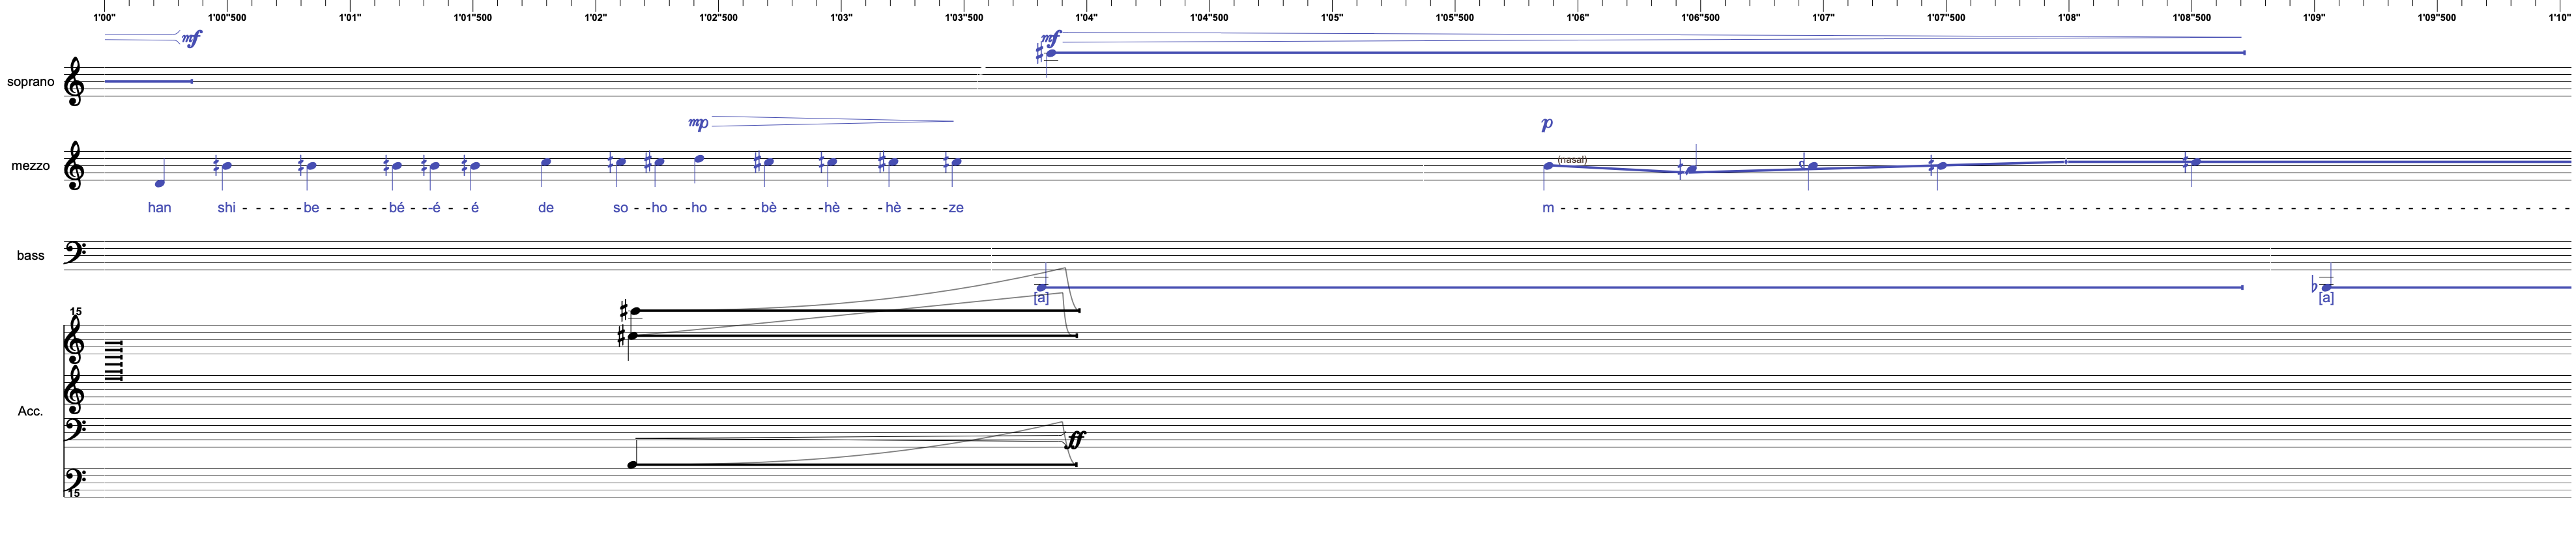 1'00" 1'00"500 1'01" 1'01"500 1'02" 1'02"500 1'03" 1'03"500 1'04" 1'04"500 1'05" 1'05"500 1'06" 1'06"500 1'07" 1'07"500 1'08" 1'08"500 1'09" 1'09"500 1'10"
mf mf
soprano
mp p
mezzo (nasal)
han shi - - - - - - be - - - - - - bé - - -é - - é de so - -ho - -ho - - - - -bè - - - -hè - - - -hè - - - -ze m - - - - - - - - - - - - - - - - - - - - - - - - - - - - - - - - - - - - - - - - - - - - - - - - - - - - - - - - - - - - - - - - - - - - - - - -
bass
[a] [a]
15
Acc.
ff
15